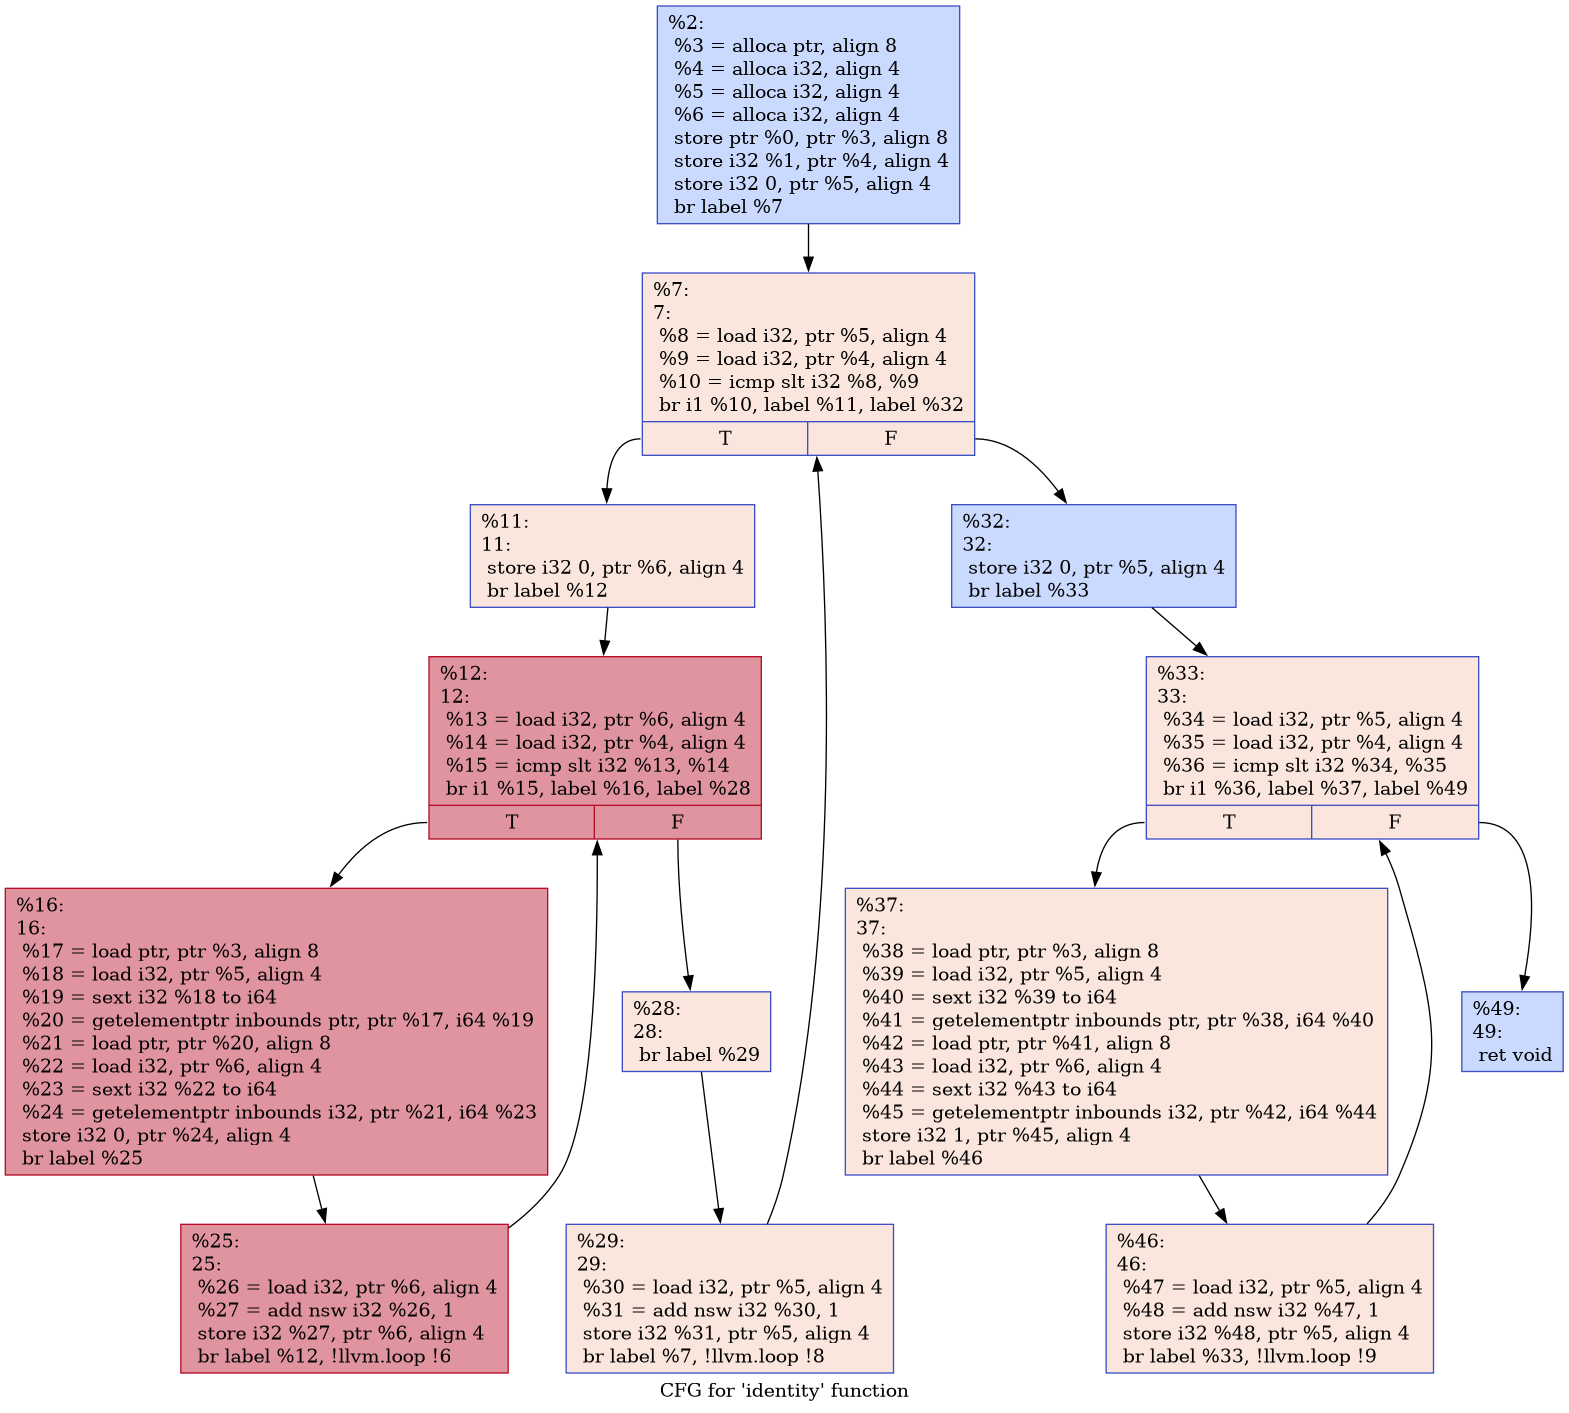 %2:
%3 = alloca ptr, align 8
%4 = alloca i32, align 4
%5 = alloca i32, align 4
%6 = alloca i32, align 4
store ptr %0, ptr %3, align 8
store i32 %1, ptr %4, align 4
store i32 0, ptr %5, align 4
br label %7
%7:
7:
%8 = load i32, ptr %5, align 4
%9 = load i32, ptr %4, align 4
%10 = icmp slt i32 %8, %9
br i1 %10, label %11, label %32
T
F
%11:
11:
store i32 0, ptr %6, align 4
br label %12
%32:
32:
store i32 0, ptr %5, align 4
br label %33
%12:
12:
%13 = load i32, ptr %6, align 4
%14 = load i32, ptr %4, align 4
%15 = icmp slt i32 %13, %14
br i1 %15, label %16, label %28
T
F
%33:
33:
%34 = load i32, ptr %5, align 4
%35 = load i32, ptr %4, align 4
%36 = icmp slt i32 %34, %35
br i1 %36, label %37, label %49
T
F
%16:
16:
%17 = load ptr, ptr %3, align 8
%18 = load i32, ptr %5, align 4
%19 = sext i32 %18 to i64
%20 = getelementptr inbounds ptr, ptr %17, i64 %19
%21 = load ptr, ptr %20, align 8
%22 = load i32, ptr %6, align 4
%23 = sext i32 %22 to i64
%24 = getelementptr inbounds i32, ptr %21, i64 %23
store i32 0, ptr %24, align 4
br label %25
%28:
28:
br label %29
%37:
37:
%38 = load ptr, ptr %3, align 8
%39 = load i32, ptr %5, align 4
%40 = sext i32 %39 to i64
%41 = getelementptr inbounds ptr, ptr %38, i64 %40
%42 = load ptr, ptr %41, align 8
%43 = load i32, ptr %6, align 4
%44 = sext i32 %43 to i64
%45 = getelementptr inbounds i32, ptr %42, i64 %44
store i32 1, ptr %45, align 4
br label %46
%49:
49:
ret void
%25:
25:
%26 = load i32, ptr %6, align 4
%27 = add nsw i32 %26, 1
store i32 %27, ptr %6, align 4
br label %12, !llvm.loop !6
%29:
29:
%30 = load i32, ptr %5, align 4
%31 = add nsw i32 %30, 1
store i32 %31, ptr %5, align 4
br label %7, !llvm.loop !8
%46:
46:
%47 = load i32, ptr %5, align 4
%48 = add nsw i32 %47, 1
store i32 %48, ptr %5, align 4
br label %33, !llvm.loop !9
CFG for 'identity' function